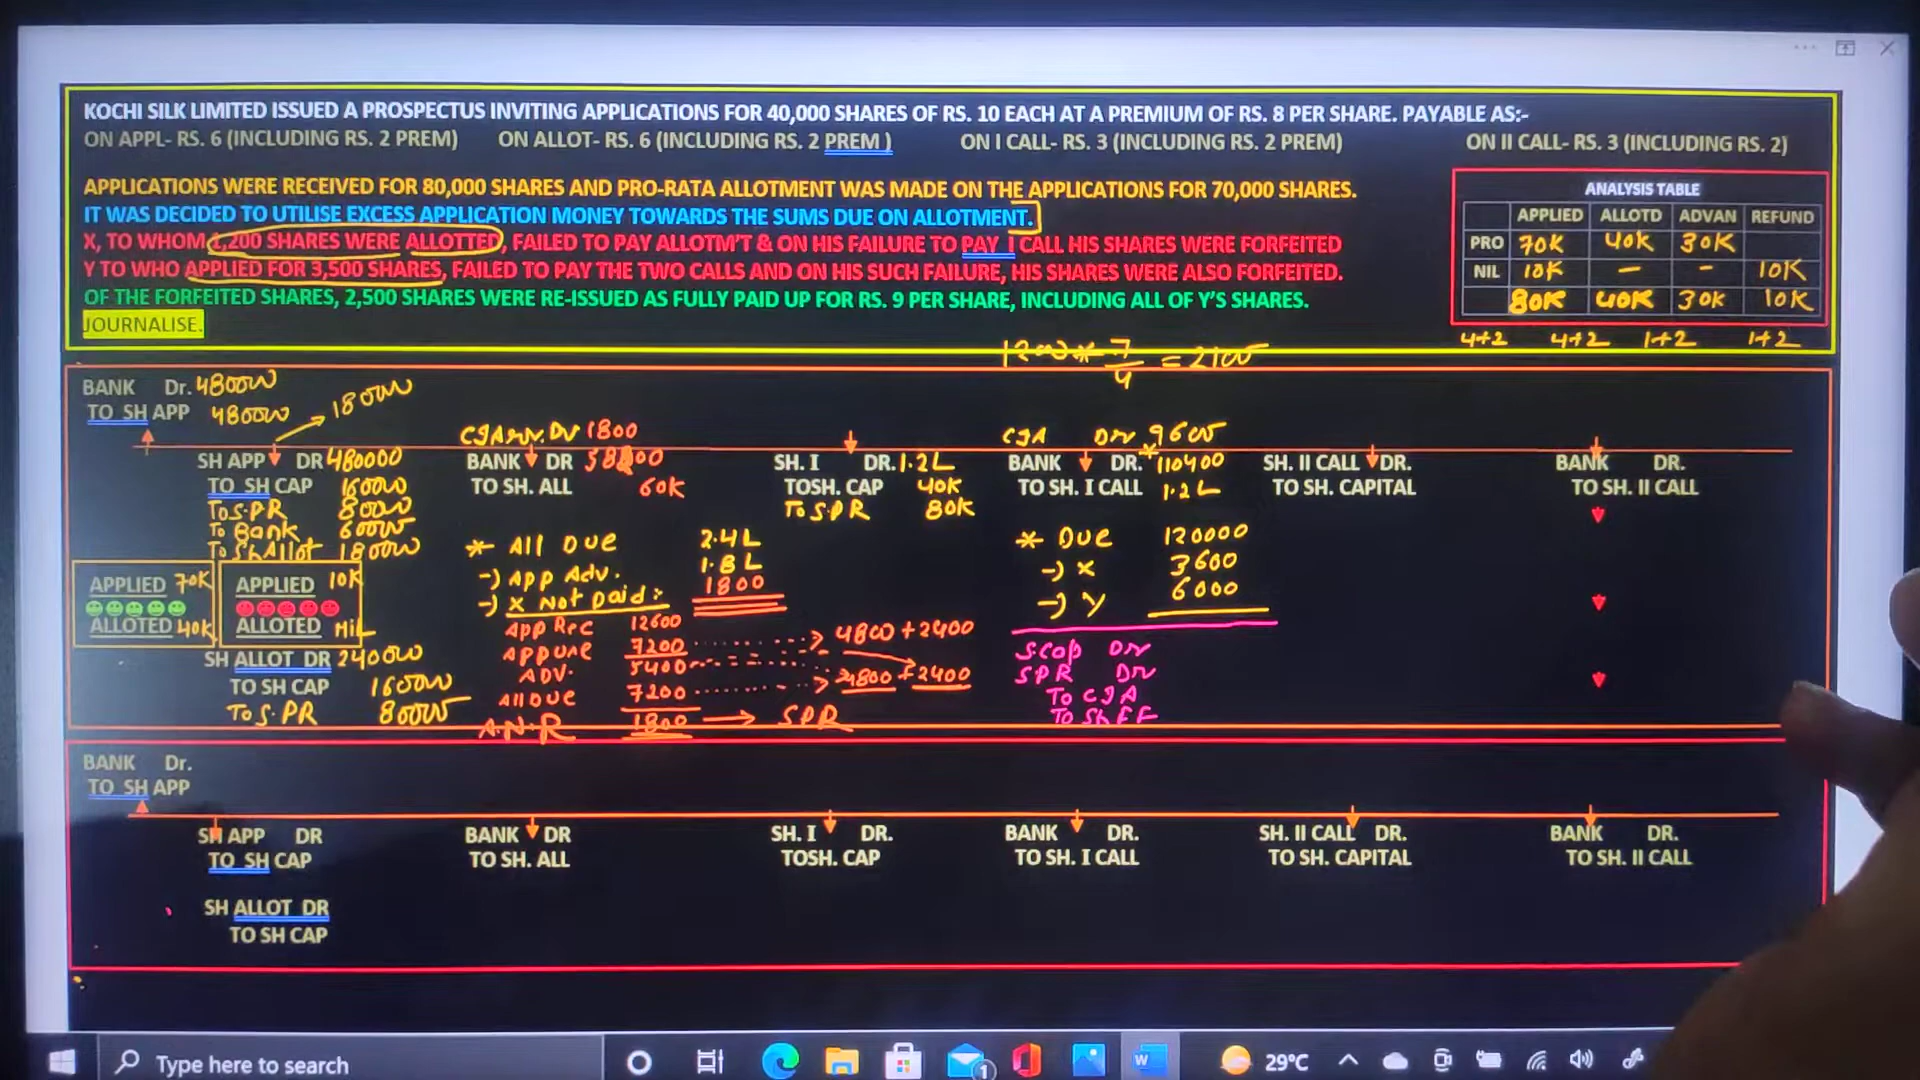 KOCHI SILK LIMITED ISSUED A PROSPECTUS INVITING APPLICATIONS FOR 40,000 SHARES OF RS. 10 EACH AT A PREMIUM OF RS. 8 PER SHARE. PAYABLE AS:-
ON APPL- RS. 6 (INCLUDING RS. 2 PREM) ON ALLOT- RS. 6 (INCLUDING RS. 2 PREM ) ON I CALL- RS. 3 (INCLUDING RS. 2 PREM) ON II CALL- RS. 3 (INCLUDING RS. 2)
APPLICATIONS WERE RECEIVED FOR 80,000 SHARES AND PRO-RATA ALLOTMENT WAS MADE ON THE APPLICATIONS FOR 70,000 SHARES.
IT WAS DECIDED TO UTILISE EXCESS APPLICATION MONEY TOWARDS THE SUMS DUE ON ALLOTMENT.
X, TO WHOM 1,200 SHARES WERE ALLOTTED, FAILED TO PAY ALLOTM'T & ON HIS FAILURE TO PAY I CALL HIS SHARES WERE FORFEITED
Y TO WHO APPLIED FOR 3,500 SHARES, FAILED TO PAY THE TWO CALLS AND ON HIS SUCH FAILURE, HIS SHARES WERE ALSO FORFEITED.
OF THE FORFEITED SHARES, 2,500 SHARES WERE RE-ISSUED AS FULLY PAID UP FOR RS. 9 PER SHARE, INCLUDING ALL OF Y'S SHARES.
JOURNALISE.
ANALYSIS TABLE
APPLIED ALLOTD ADVAN REFUND
PRO 70K 40K 30K
NIL 10K - - 10K
80K 40K 30K 10K
4+2 4+2 1+2 1+2
1200 * 7/4 = 2100
BANK Dr. 480000
TO SH APP 480000
180000
SH APP DR 480000
TO SH CAP 160000
To S.PR 80000
To Bank 60000
To Sh Allot 180000
APPLIED 70K
ALLOTED 40K
APPLIED 10K
ALLOTED NIL
SH ALLOT DR 240000
TO SH CAP 160000
To S.PR 80000
Dr 1800
BANK DR
TO SH. ALL 60K
* All Due 2.4L
-) App Adv. 1.8L
-) X Not Paid: 1800
App Rec 12600
7200 4800+2400
ADV. 5400
All Due 7200 4800+2400
A.N.R 1800 SPR
SH. I DR. 1.2L
TOSH. CAP 40K
To S.PR 80K
CIA Dr 9600
BANK DR. *110400
TO SH. I CALL 1.2L
* Due 120000
-) X 3600
-) Y 6000
S.Cap Dr
SPR Dr
To CIA
To Sh FF
SH. II CALL DR.
TO SH. CAPITAL
BANK DR.
TO SH. II CALL
BANK Dr.
TO SH APP
SH APP DR
TO SH CAP
SH ALLOT DR
TO SH CAP
BANK DR
TO SH. ALL
SH. I DR.
TOSH. CAP
BANK DR.
TO SH. I CALL
SH. II CALL DR.
TO SH. CAPITAL
BANK DR.
TO SH. II CALL
Type here to search
1
W
29°C